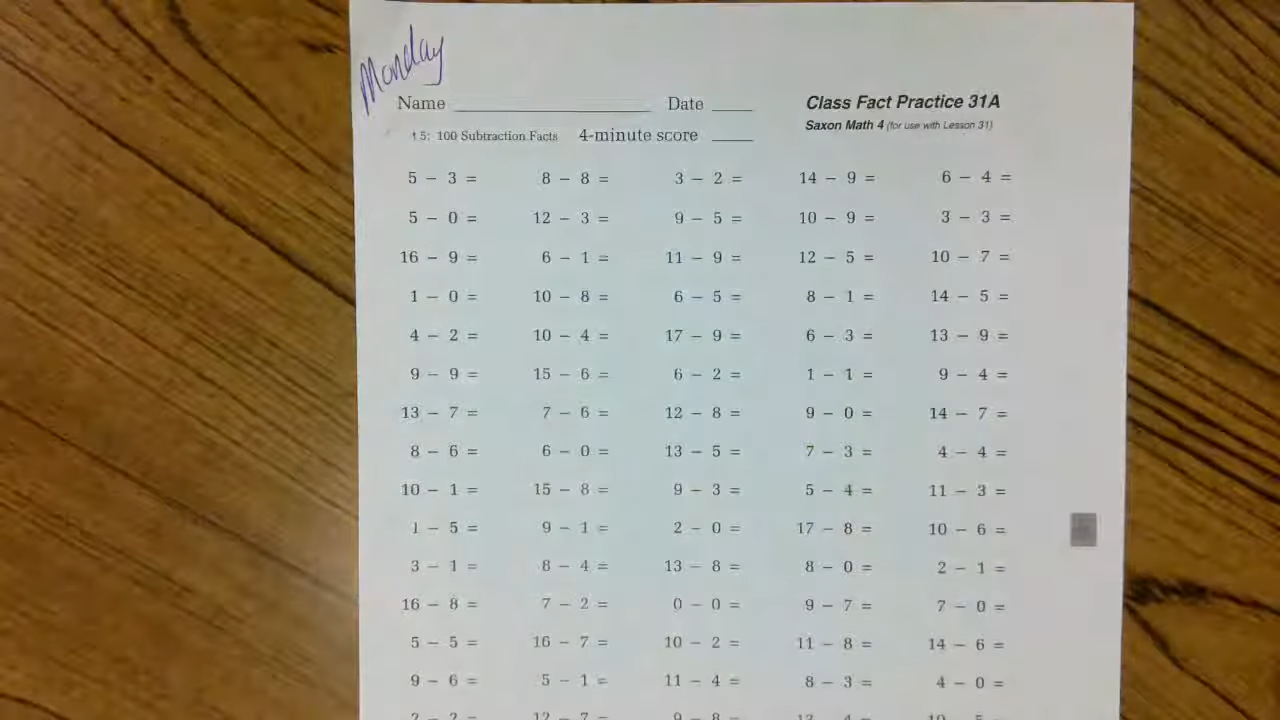 Monday
Name ____________ Date ____ Class Fact Practice 31A
15: 100 Subtraction Facts 4-minute score ____ Saxon Math 4 (for use with Lesson 31)
5 − 3 = 8 − 8 = 3 − 2 = 14 − 9 = 6 − 4 =
5 − 0 = 12 − 3 = 9 − 5 = 10 − 9 = 3 − 3 =
16 − 9 = 6 − 1 = 11 − 9 = 12 − 5 = 10 − 7 =
1 − 0 = 10 − 8 = 6 − 5 = 8 − 1 = 14 − 5 =
4 − 2 = 10 − 4 = 17 − 9 = 6 − 3 = 13 − 9 =
9 − 9 = 15 − 6 = 6 − 2 = 1 − 1 = 9 − 4 =
13 − 7 = 7 − 6 = 12 − 8 = 9 − 0 = 14 − 7 =
8 − 6 = 6 − 0 = 13 − 5 = 7 − 3 = 4 − 4 =
10 − 1 = 15 − 8 = 9 − 3 = 5 − 4 = 11 − 3 =
1 − 5 = 9 − 1 = 2 − 0 = 17 − 8 = 10 − 6 =
3 − 1 = 8 − 4 = 13 − 8 = 8 − 0 = 2 − 1 =
16 − 8 = 7 − 2 = 0 − 0 = 9 − 7 = 7 − 0 =
5 − 5 = 16 − 7 = 10 − 2 = 11 − 8 = 14 − 6 =
9 − 6 = 5 − 1 = 11 − 4 = 8 − 3 = 4 − 0 =